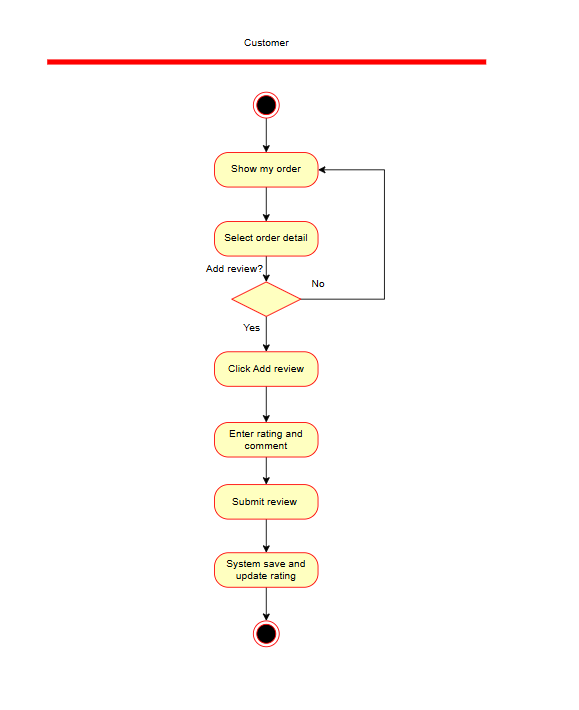 Customer
Show my order
Select order detail
Add review?
No
Yes
Click Add review
Enter rating and
comment
Submit review
System save and
update rating